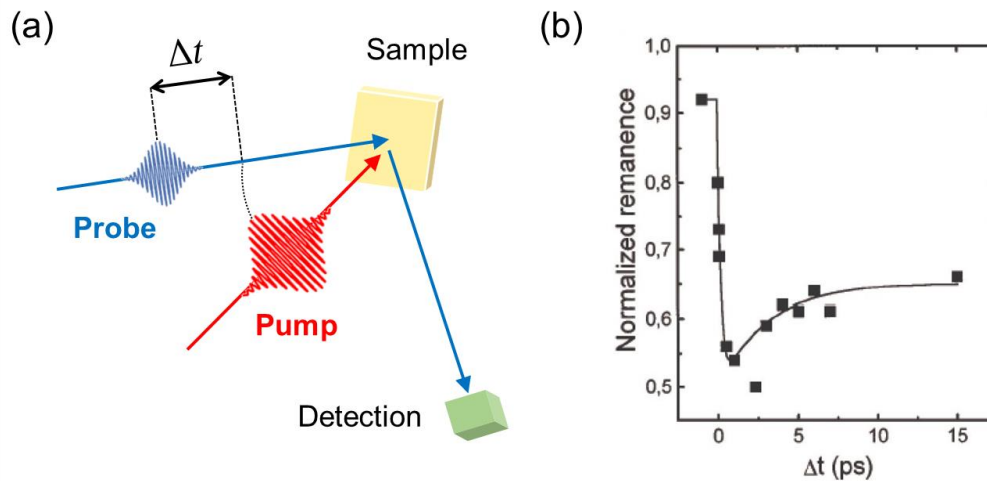 (a)
Δt
Sample
Probe
Pump
Detection
(b)
Normalized remanence
1,0
0,9
0,8
0,7
0,6
0,5
0
5
10
15
Δt (ps)